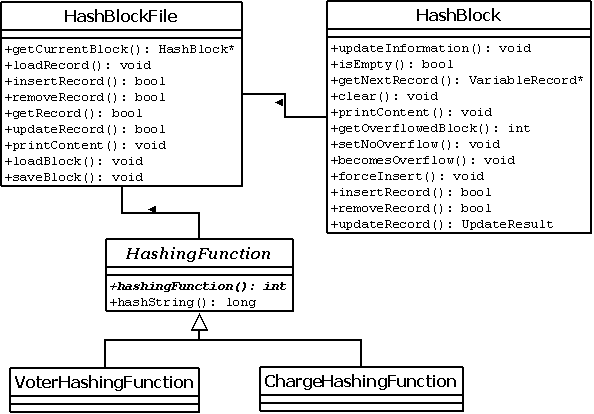 HashBlockFile
+getCurrentBlock(): HashBlock*
+loadRecord(): void
+insertRecord(): bool
+removeRecord(): bool
+getRecord(): bool
+updateRecord(): bool
+printContent(): void
+loadBlock(): void
+saveBlock(): void
HashBlock
+updateInformation(): void
+isEmpty(): bool
+getNextRecord(): VariableRecord*
+clear(): void
+printContent(): void
+getOverflowedBlock(): int
+setNoOverflow(): void
+becomesOverflow(): void
+forceInsert(): void
+insertRecord(): bool
+removeRecord(): bool
+updateRecord(): UpdateResult
HashingFunction
+hashingFunction(): int
+hashString(): long
VoterHashingFunction
ChargeHashingFunction